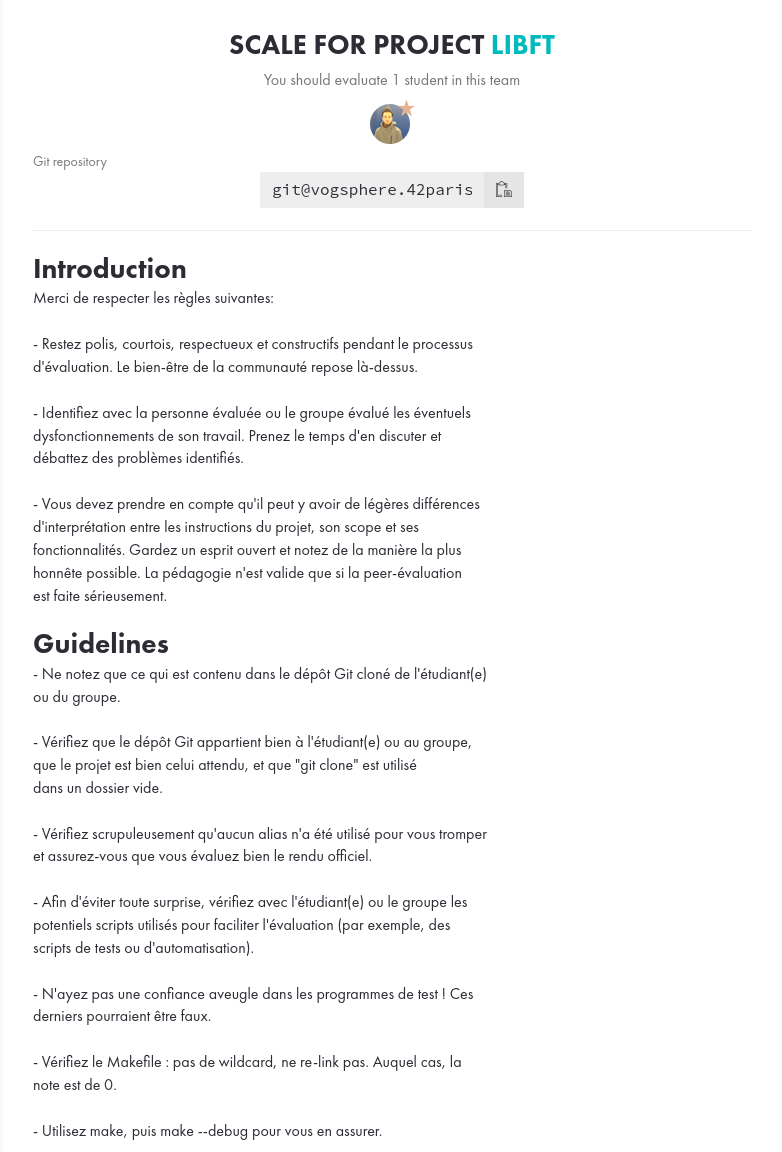 SCALE FOR PROJECT LIBFT
You should evaluate 1 student in this team
Git repository
git@vogsphere.42paris
Introduction
Merci de respecter les règles suivantes:
- Restez polis, courtois, respectueux et constructifs pendant le processus
d'évaluation. Le bien-être de la communauté repose là-dessus.
- Identifiez avec la personne évaluée ou le groupe évalué les éventuels
dysfonctionnements de son travail. Prenez le temps d'en discuter et
débattez des problèmes identifiés.
- Vous devez prendre en compte qu'il peut y avoir de légères différences
d'interprétation entre les instructions du projet, son scope et ses
fonctionnalités. Gardez un esprit ouvert et notez de la manière la plus
honnête possible. La pédagogie n'est valide que si la peer-évaluation
est faite sérieusement.
Guidelines
- Ne notez que ce qui est contenu dans le dépôt Git cloné de l'étudiant(e)
ou du groupe.
- Vérifiez que le dépôt Git appartient bien à l'étudiant(e) ou au groupe,
que le projet est bien celui attendu, et que "git clone" est utilisé
dans un dossier vide.
- Vérifiez scrupuleusement qu'aucun alias n'a été utilisé pour vous tromper
et assurez-vous que vous évaluez bien le rendu officiel.
- Afin d'éviter toute surprise, vérifiez avec l'étudiant(e) ou le groupe les
potentiels scripts utilisés pour faciliter l'évaluation (par exemple, des
scripts de tests ou d'automatisation).
- N'ayez pas une confiance aveugle dans les programmes de test ! Ces
derniers pourraient être faux.
- Vérifiez le Makefile : pas de wildcard, ne re-link pas. Auquel cas, la
note est de 0.
- Utilisez make, puis make --debug pour vous en assurer.